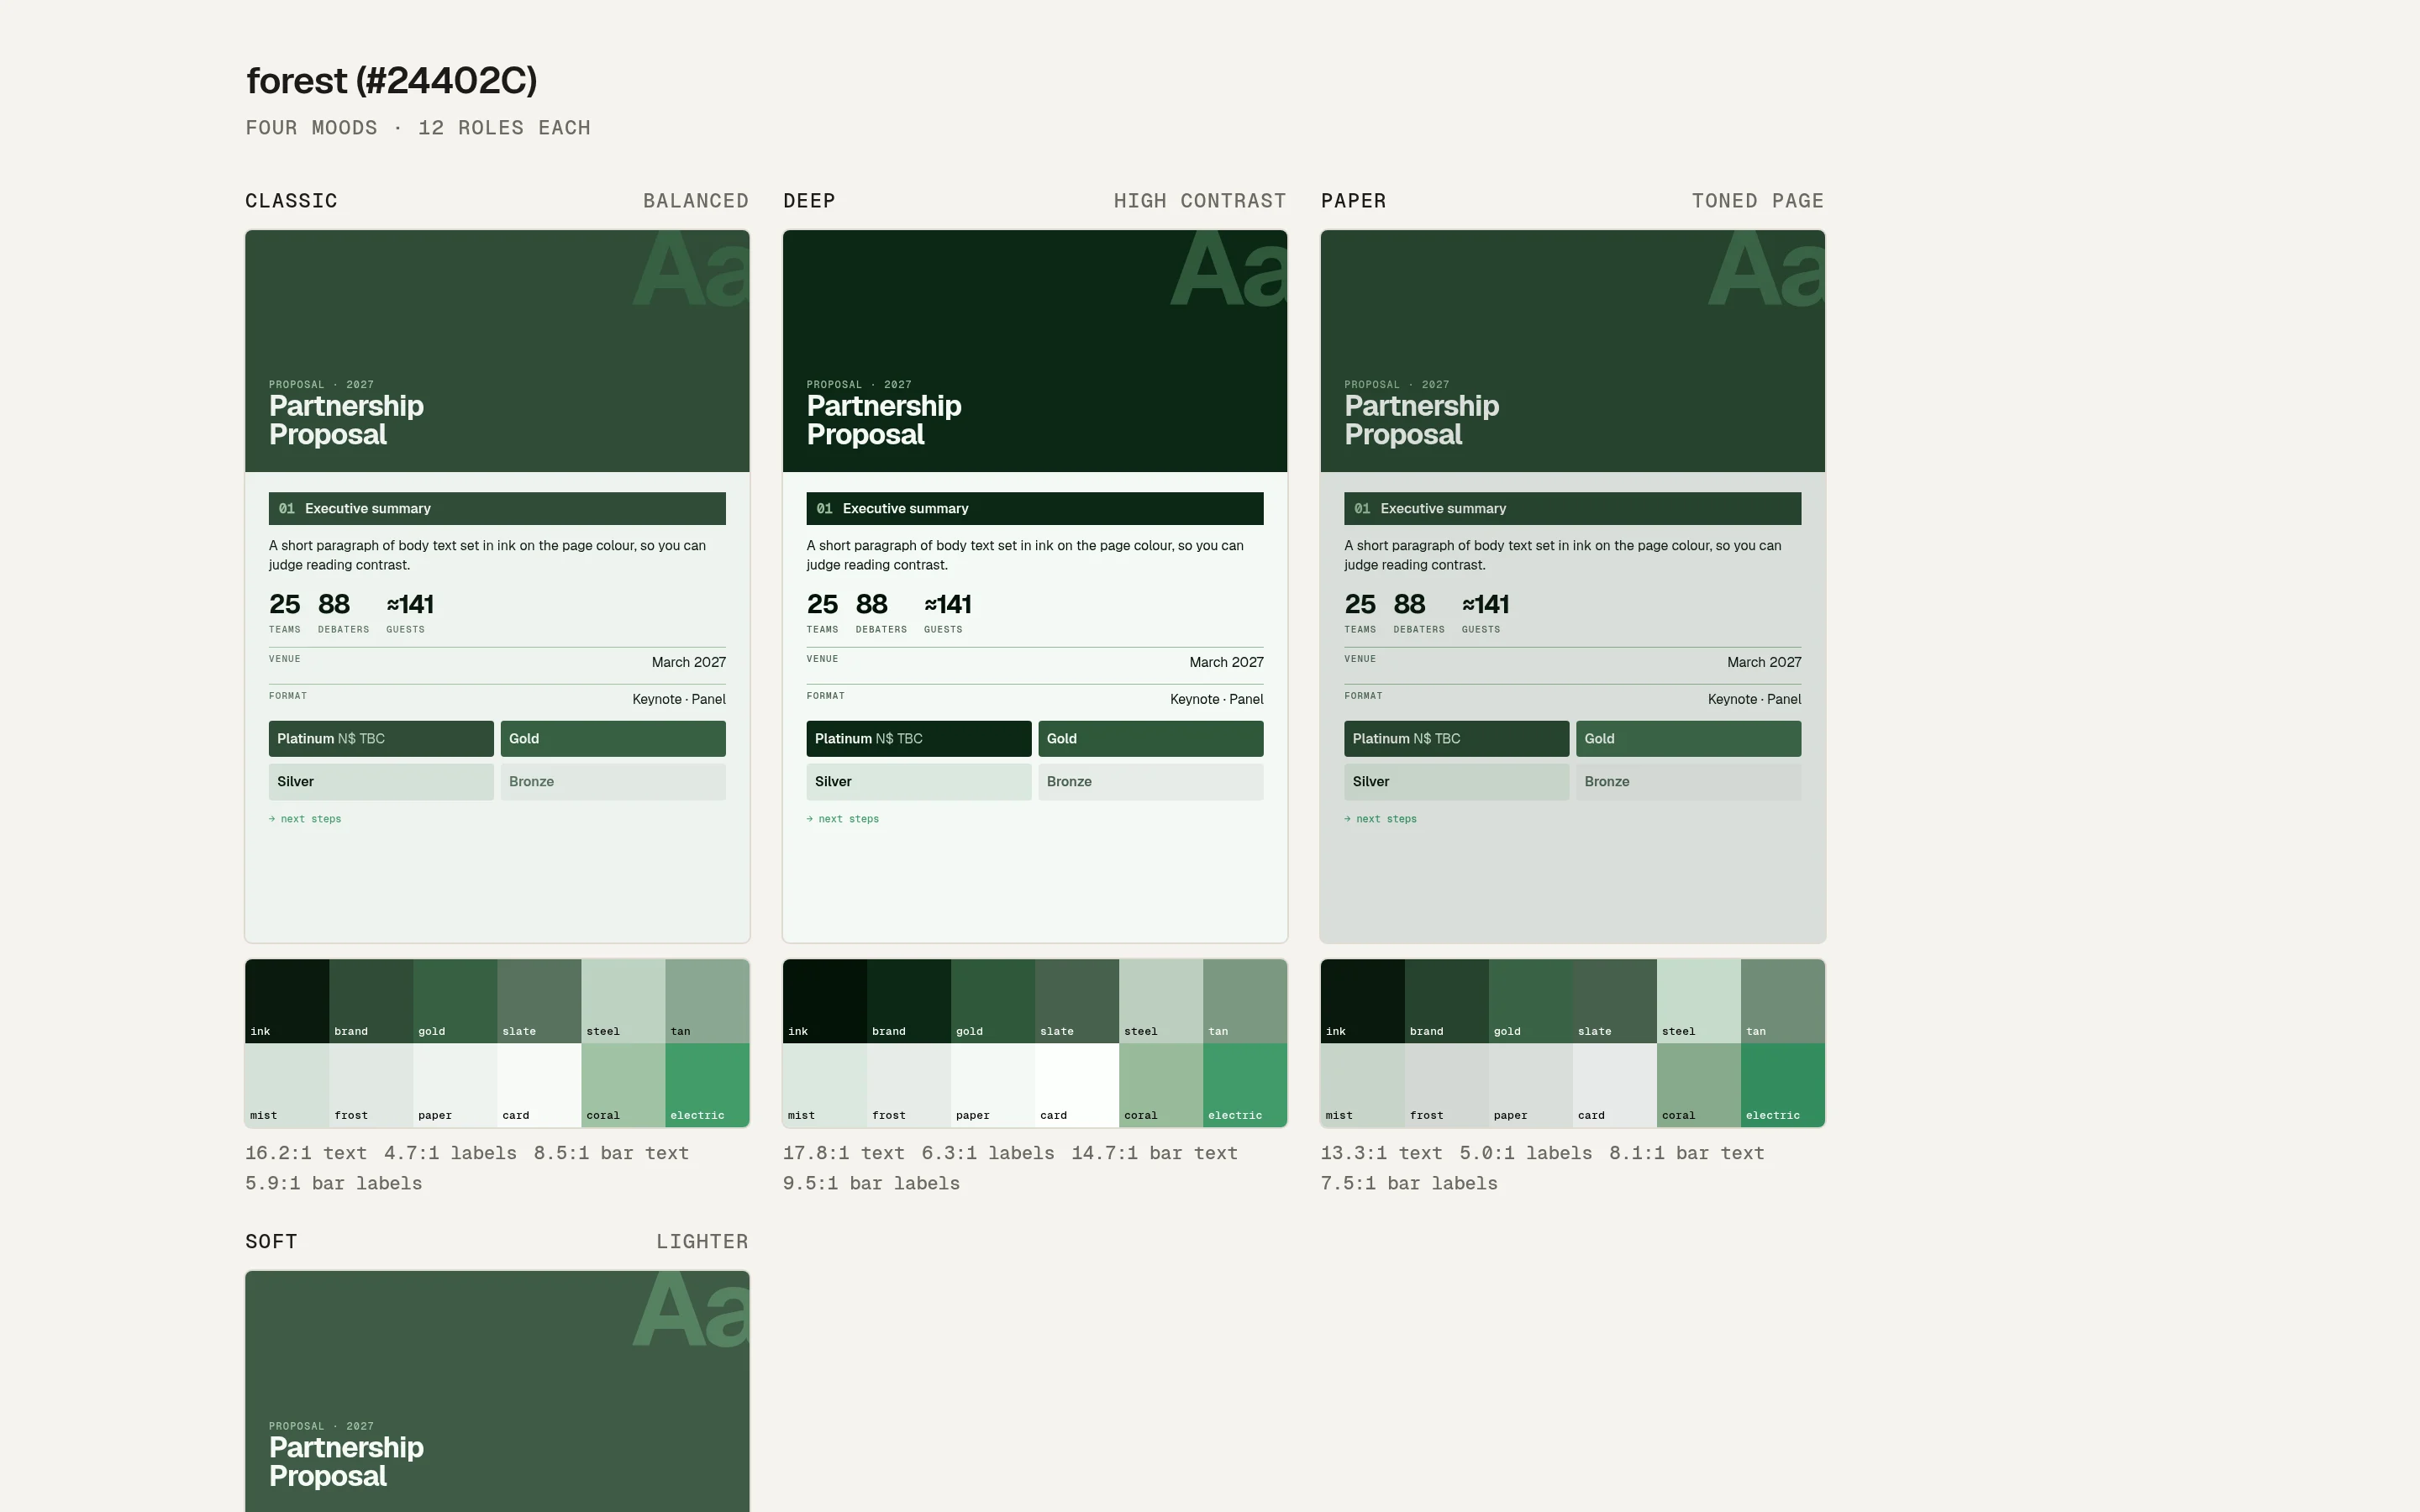 forest (#24402C)
FOUR MOODS · 12 ROLES EACH
CLASSIC BALANCED
Aa
PROPOSAL · 2027
Partnership
Proposal
01 Executive summary
A short paragraph of body text set in ink on the page colour, so you can
judge reading contrast.
25 88 ≈141
TEAMS DEBATERS GUESTS
VENUE March 2027
FORMAT Keynote · Panel
Platinum N$ TBC Gold
Silver Bronze
→ next steps
ink brand gold slate steel tan
mist frost paper card coral electric
16.2:1 text 4.7:1 labels 8.5:1 bar text
5.9:1 bar labels
DEEP HIGH CONTRAST
Aa
PROPOSAL · 2027
Partnership
Proposal
01 Executive summary
A short paragraph of body text set in ink on the page colour, so you can
judge reading contrast.
25 88 ≈141
TEAMS DEBATERS GUESTS
VENUE March 2027
FORMAT Keynote · Panel
Platinum N$ TBC Gold
Silver Bronze
→ next steps
ink brand gold slate steel tan
mist frost paper card coral electric
17.8:1 text 6.3:1 labels 14.7:1 bar text
9.5:1 bar labels
PAPER TONED PAGE
Aa
PROPOSAL · 2027
Partnership
Proposal
01 Executive summary
A short paragraph of body text set in ink on the page colour, so you can
judge reading contrast.
25 88 ≈141
TEAMS DEBATERS GUESTS
VENUE March 2027
FORMAT Keynote · Panel
Platinum N$ TBC Gold
Silver Bronze
→ next steps
ink brand gold slate steel tan
mist frost paper card coral electric
13.3:1 text 5.0:1 labels 8.1:1 bar text
7.5:1 bar labels
SOFT LIGHTER
Aa
PROPOSAL · 2027
Partnership
Proposal